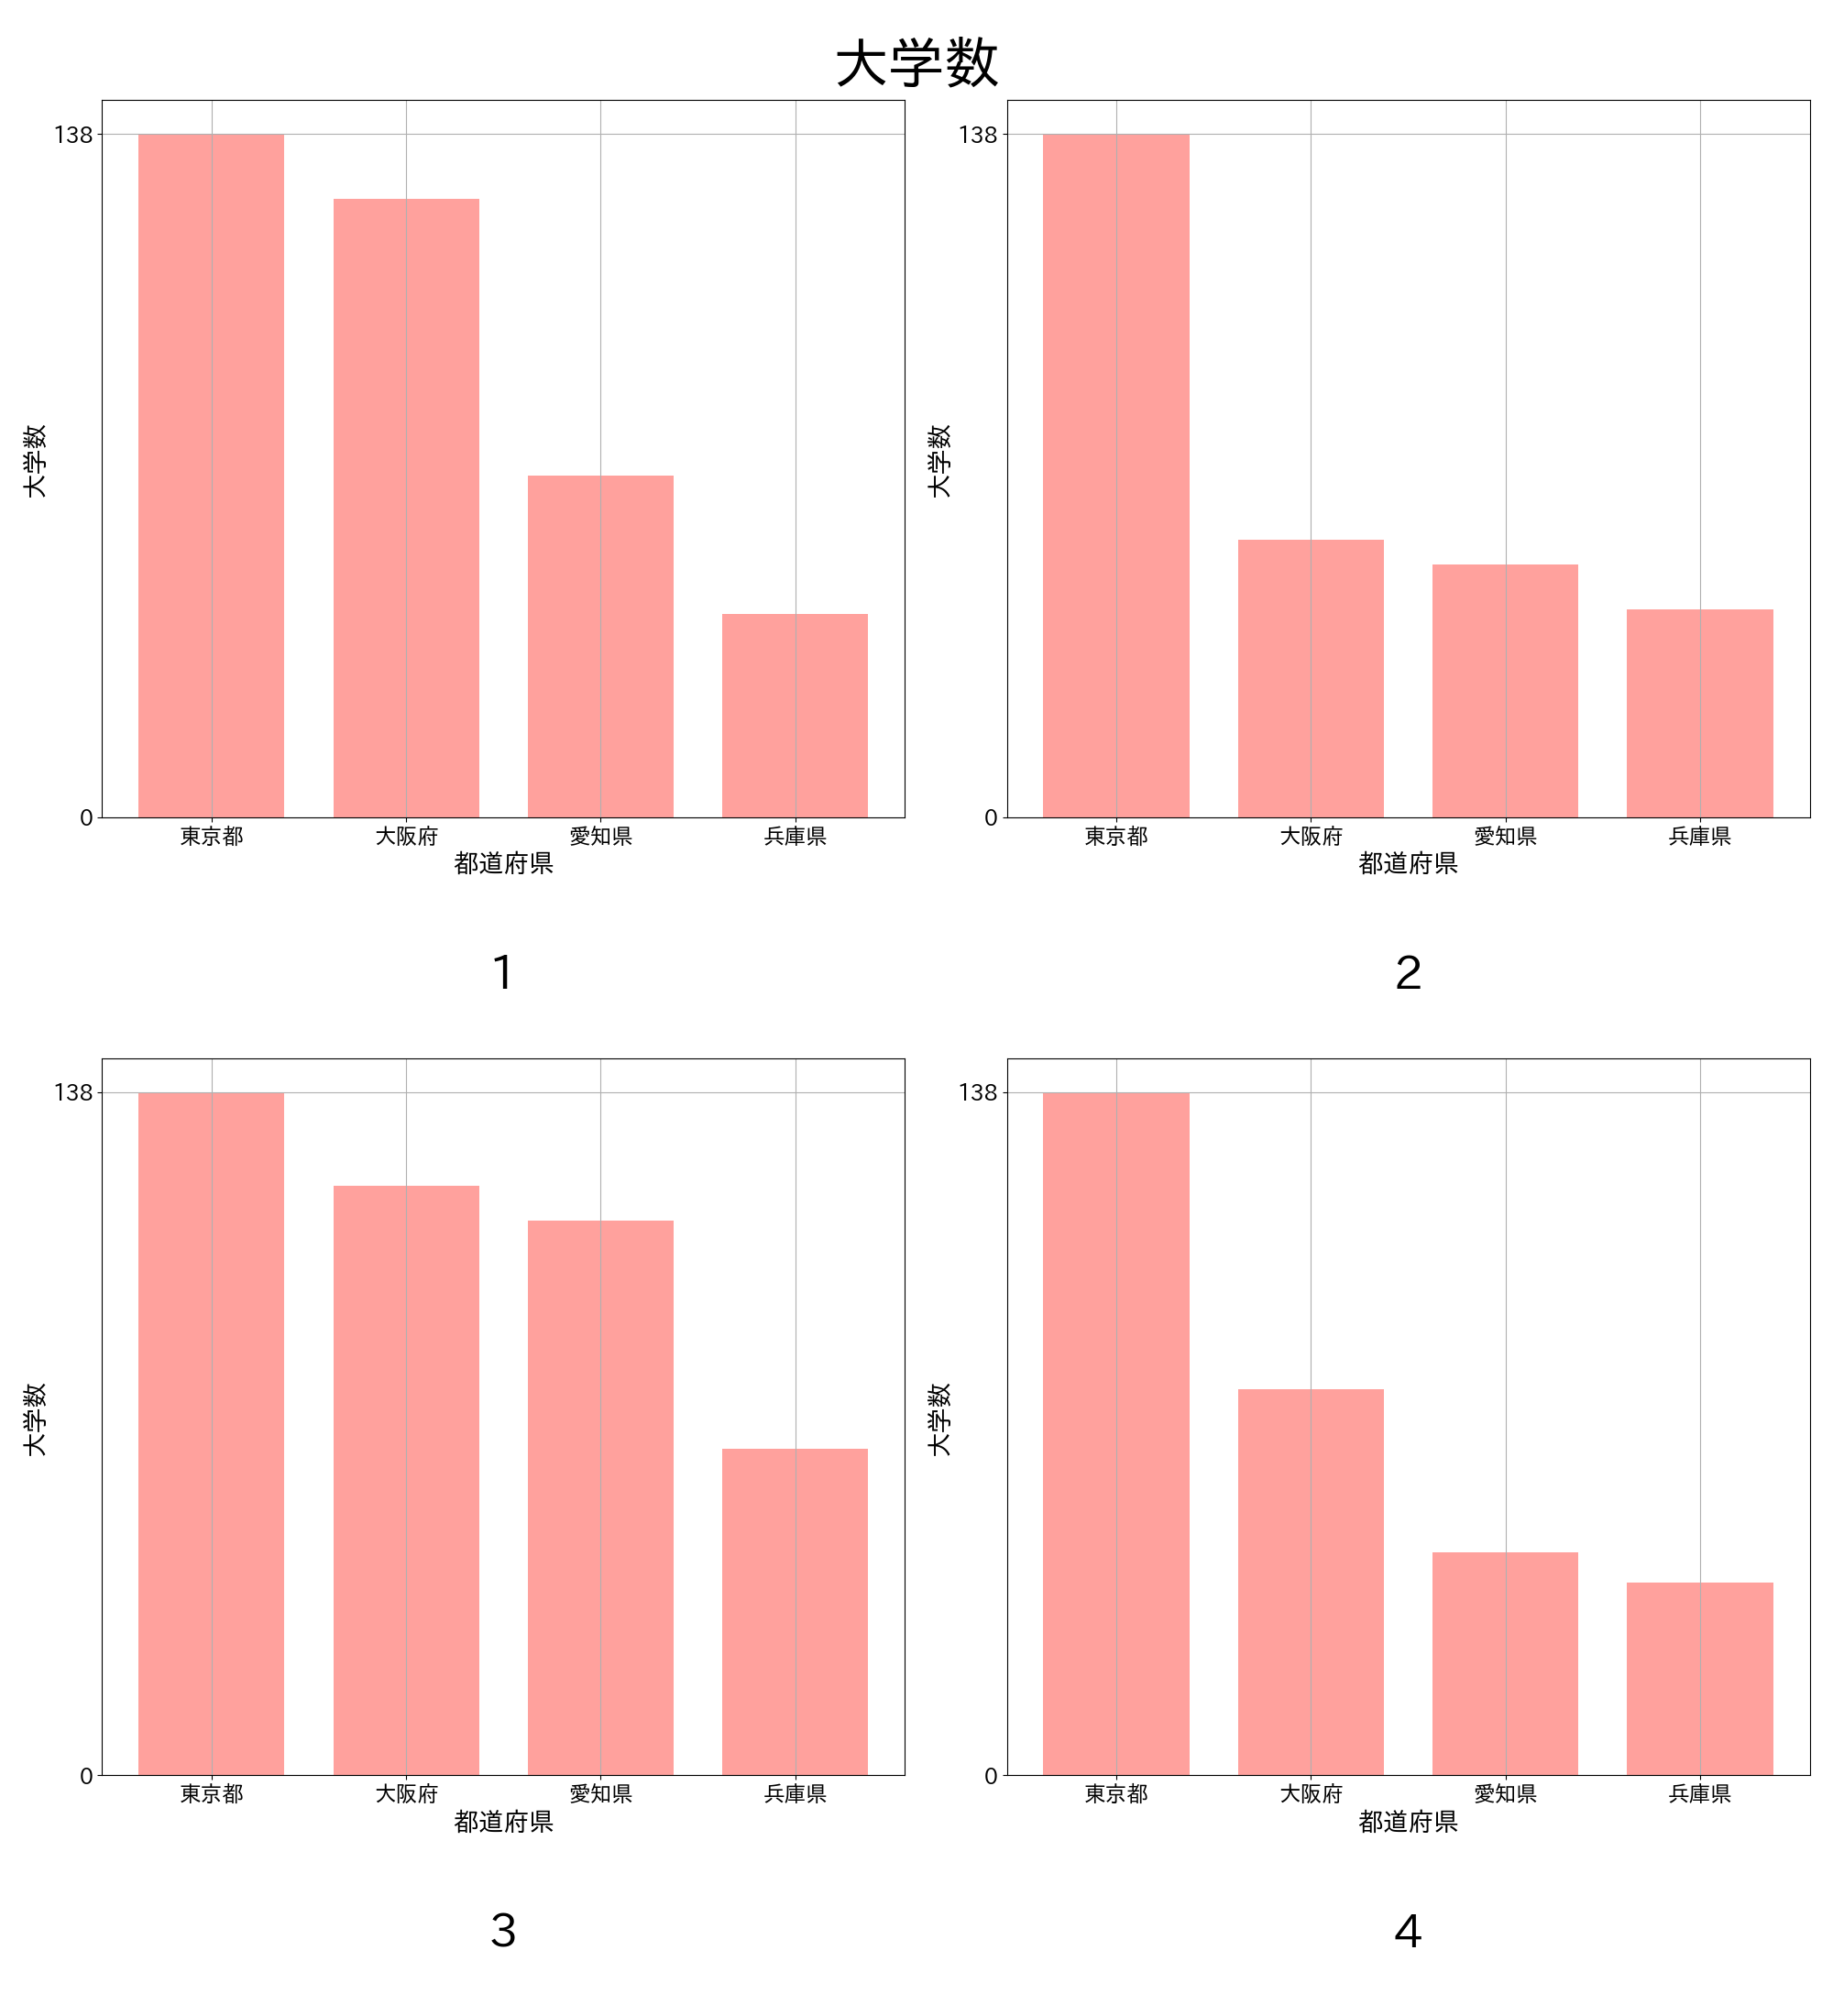 大学数
138
0
大学数
東京都 大阪府 愛知県 兵庫県
都道府県
1
138
0
大学数
東京都 大阪府 愛知県 兵庫県
都道府県
2
138
0
大学数
東京都 大阪府 愛知県 兵庫県
都道府県
3
138
0
大学数
東京都 大阪府 愛知県 兵庫県
都道府県
4